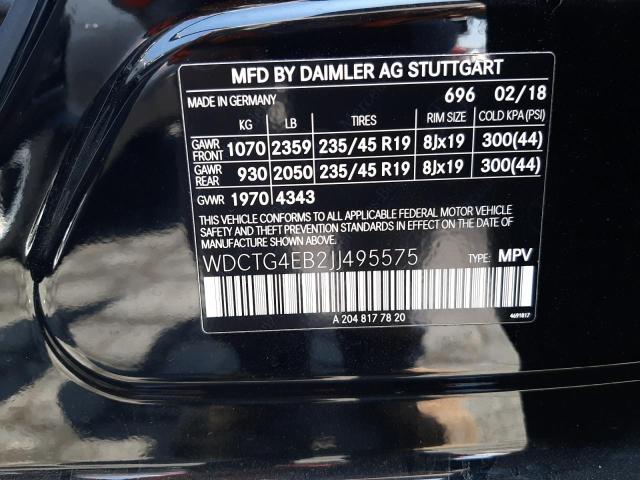 MFD BY DAIMLER AG STUTTGART
MADE IN GERMANY 696 02/18
KG LB TIRES RIM SIZE COLD KPA (PSI)
GAWR FRONT 1070 2359 235/45 R19 8Jx19 300(44)
GAWR REAR 930 2050 235/45 R19 8Jx19 300(44)
GVWR 1970 4343
THIS VEHICLE CONFORMS TO ALL APPLICABLE FEDERAL MOTOR VEHICLE
SAFETY AND THEFT PREVENTION STANDARDS IN EFFECT ON THE DATE OF
MANUFACTURE SHOWN ABOVE.
WDCTG4EB2JJ495575 TYPE: MPV
A 204 817 78 20 4691817